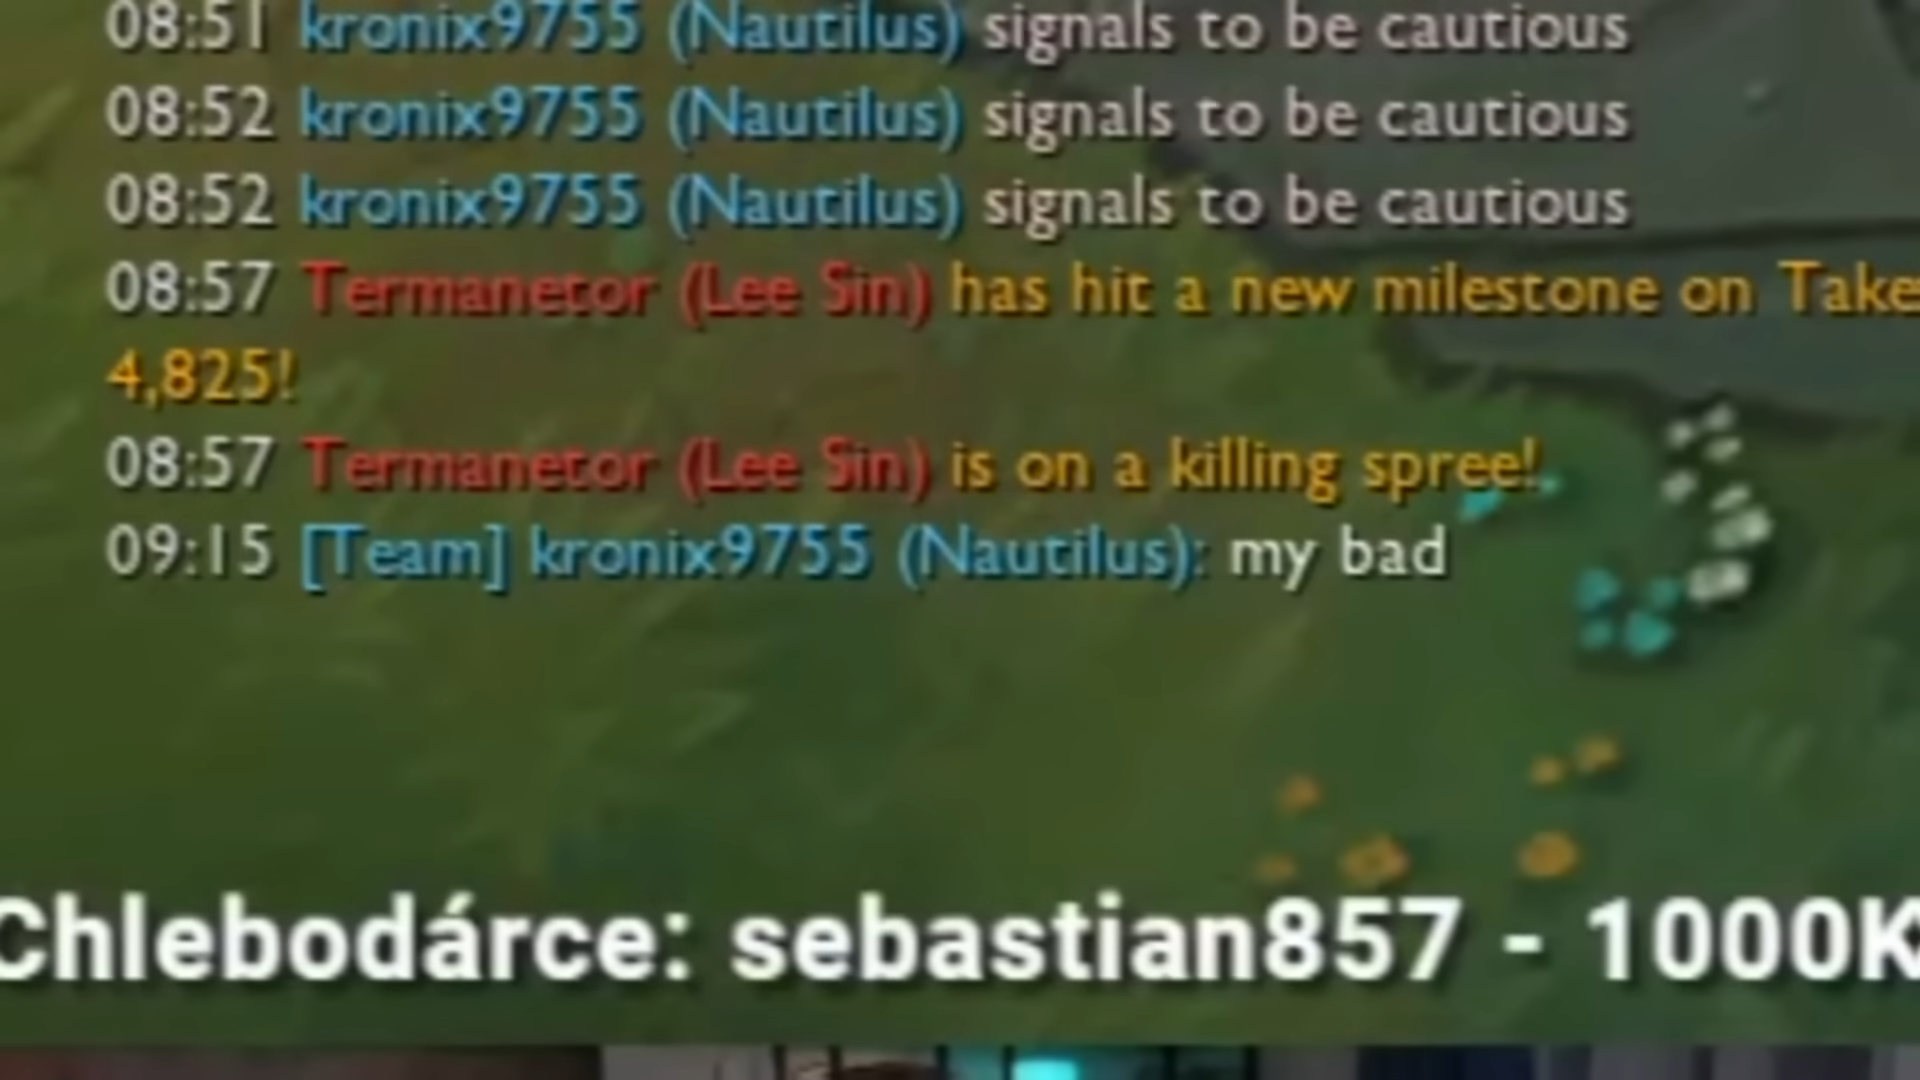 08:51 kronix9755 (Nautilus) signals to be cautious
08:52 kronix9755 (Nautilus) signals to be cautious
08:52 kronix9755 (Nautilus) signals to be cautious
08:57 Termanetor (Lee Sin) has hit a new milestone on Take
4,825!
08:57 Termanetor (Lee Sin) is on a killing spree!
09:15 [Team] kronix9755 (Nautilus): my bad
Chlebodárce: sebastian857 - 1000K